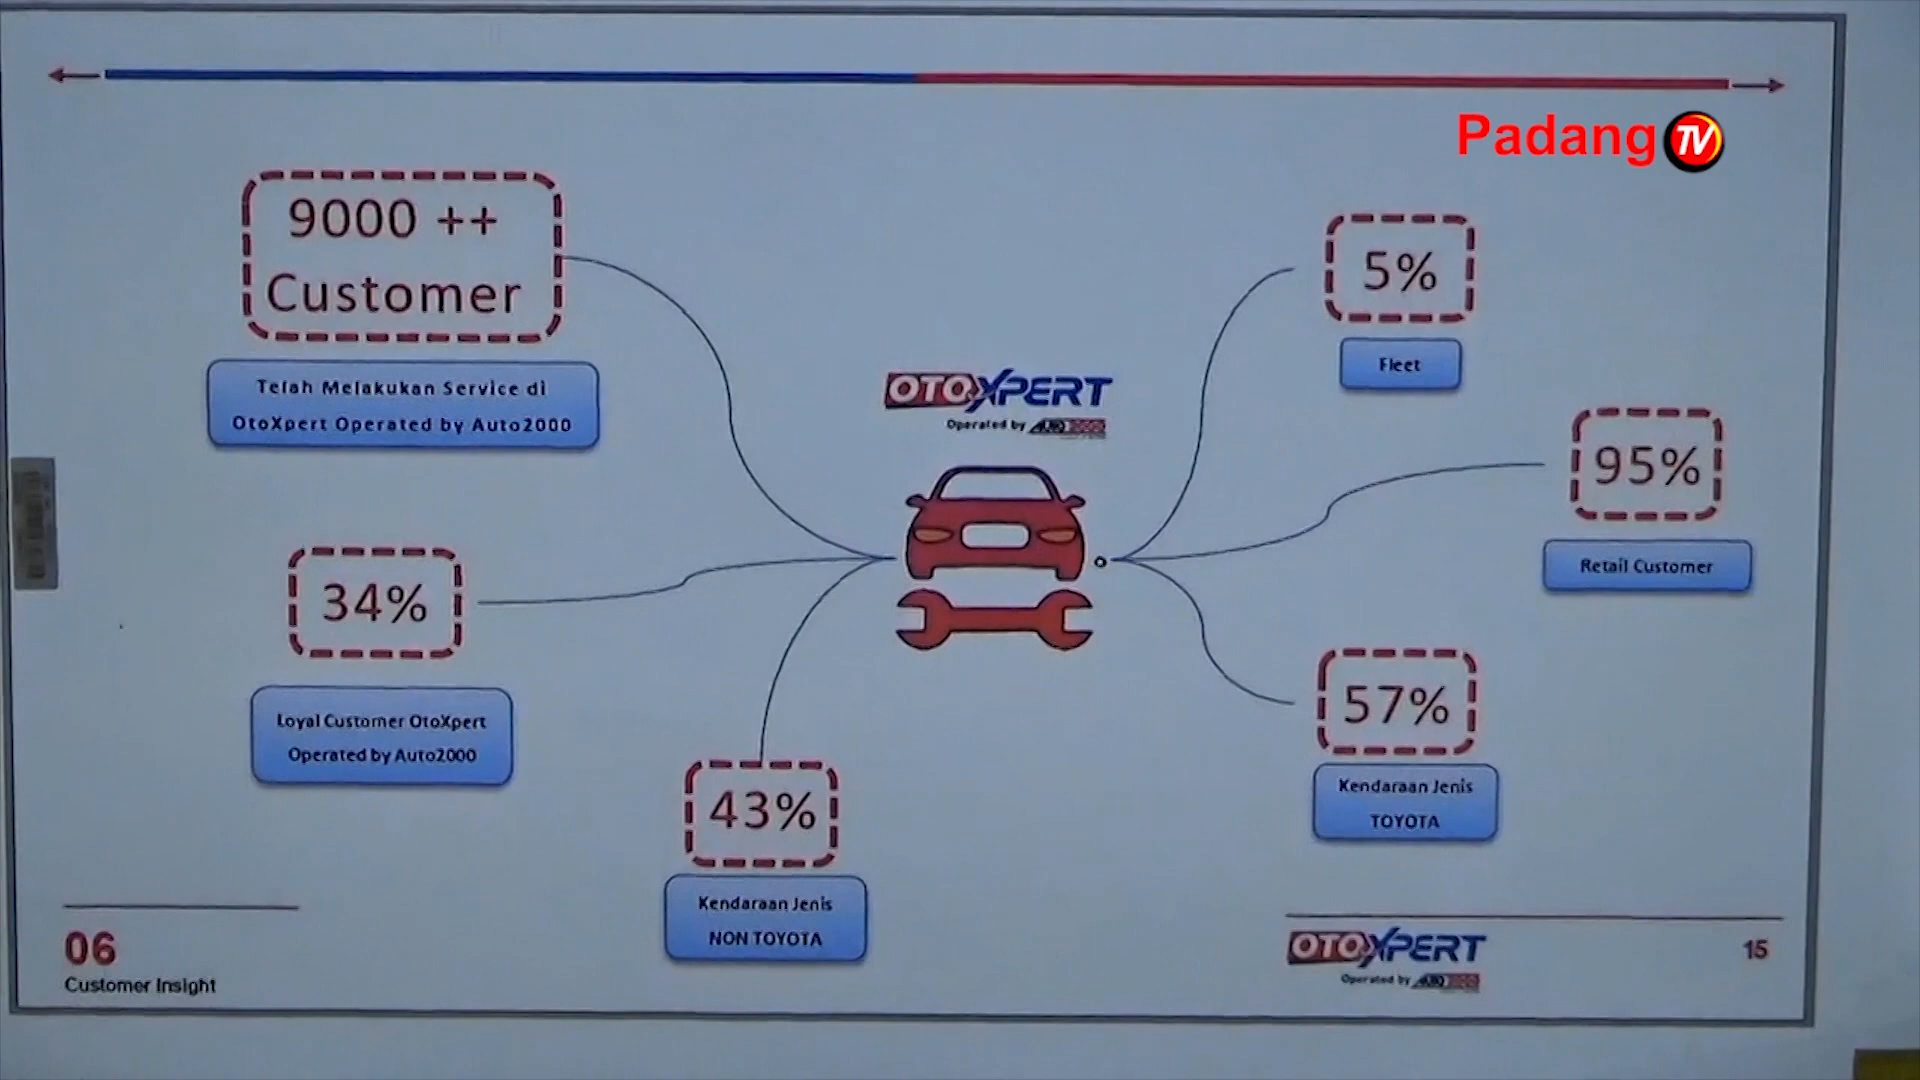 Padang TV
9000 ++
Customer
Telah Melakukan Service di
OtoXpert Operated by Auto2000
5%
Fleet
OTOXPERT
Operated by AUTO2000
95%
Retail Customer
34%
Loyal Customer OtoXpert
Operated by Auto2000
57%
Kendaraan Jenis
TOYOTA
43%
Kendaraan Jenis
NON TOYOTA
06
Customer Insight
OTOXPERT
Operated by AUTO2000
15